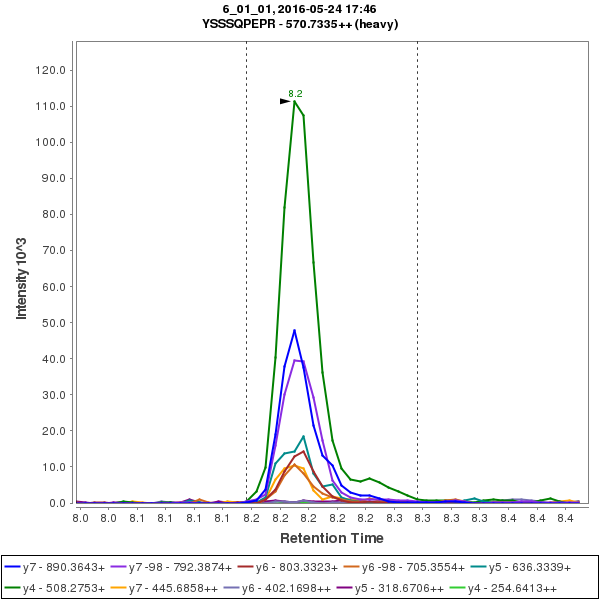 6_01_01, 2016-05-24 17:46
YSSSQPEPR - 570.7335++ (heavy)
120.0
110.0
100.0
90.0
80.0
70.0
60.0
50.0
40.0
30.0
20.0
10.0
0.0
Intensity 10^3
8.2
8.0 8.0 8.1 8.1 8.1 8.1 8.2 8.2 8.2 8.2 8.2 8.3 8.3 8.3 8.3 8.4 8.4 8.4
Retention Time
y7 - 890.3643+ y7 -98 - 792.3874+ y6 - 803.3323+ y6 -98 - 705.3554+ y5 - 636.3339+
y4 - 508.2753+ y7 - 445.6858++ y6 - 402.1698++ y5 - 318.6706++ y4 - 254.6413++